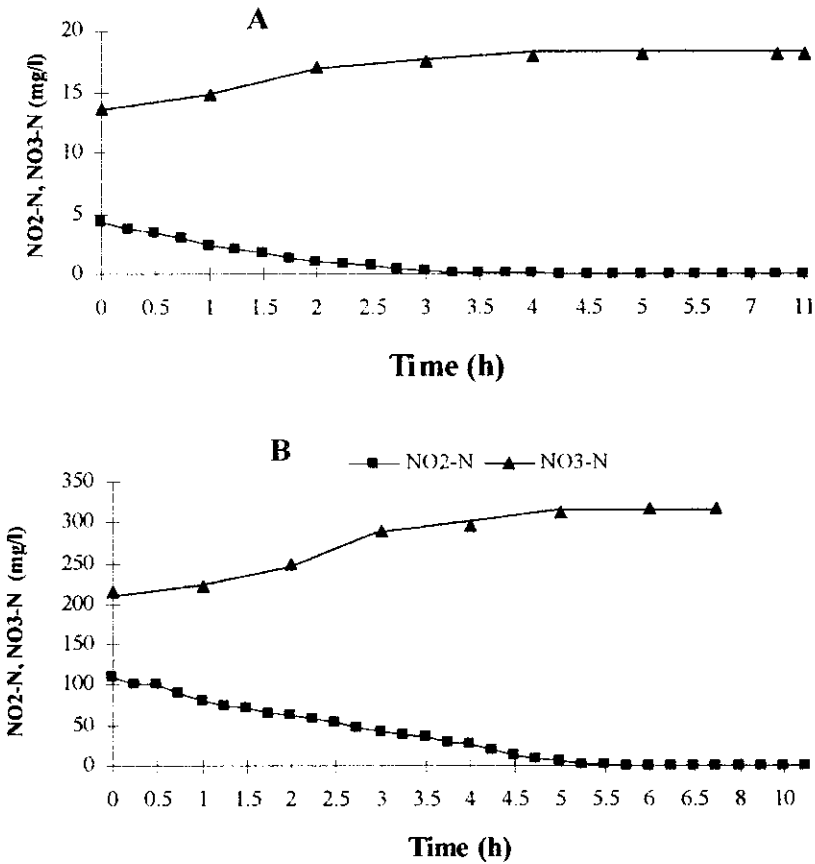 A
NO2-N, NO3-N (mg/l)
20
15
10
5
0
0 0.5 1 1.5 2 2.5 3 3.5 4 4.5 5 5.5 7 11
Time (h)
B
NO2-N NO3-N
NO2-N, NO3-N (mg/l)
350
300
250
200
150
100
50
0
0 0.5 1 1.5 2 2.5 3 3.5 4 4.5 5 5.5 6 6.5 8 10
Time (h)